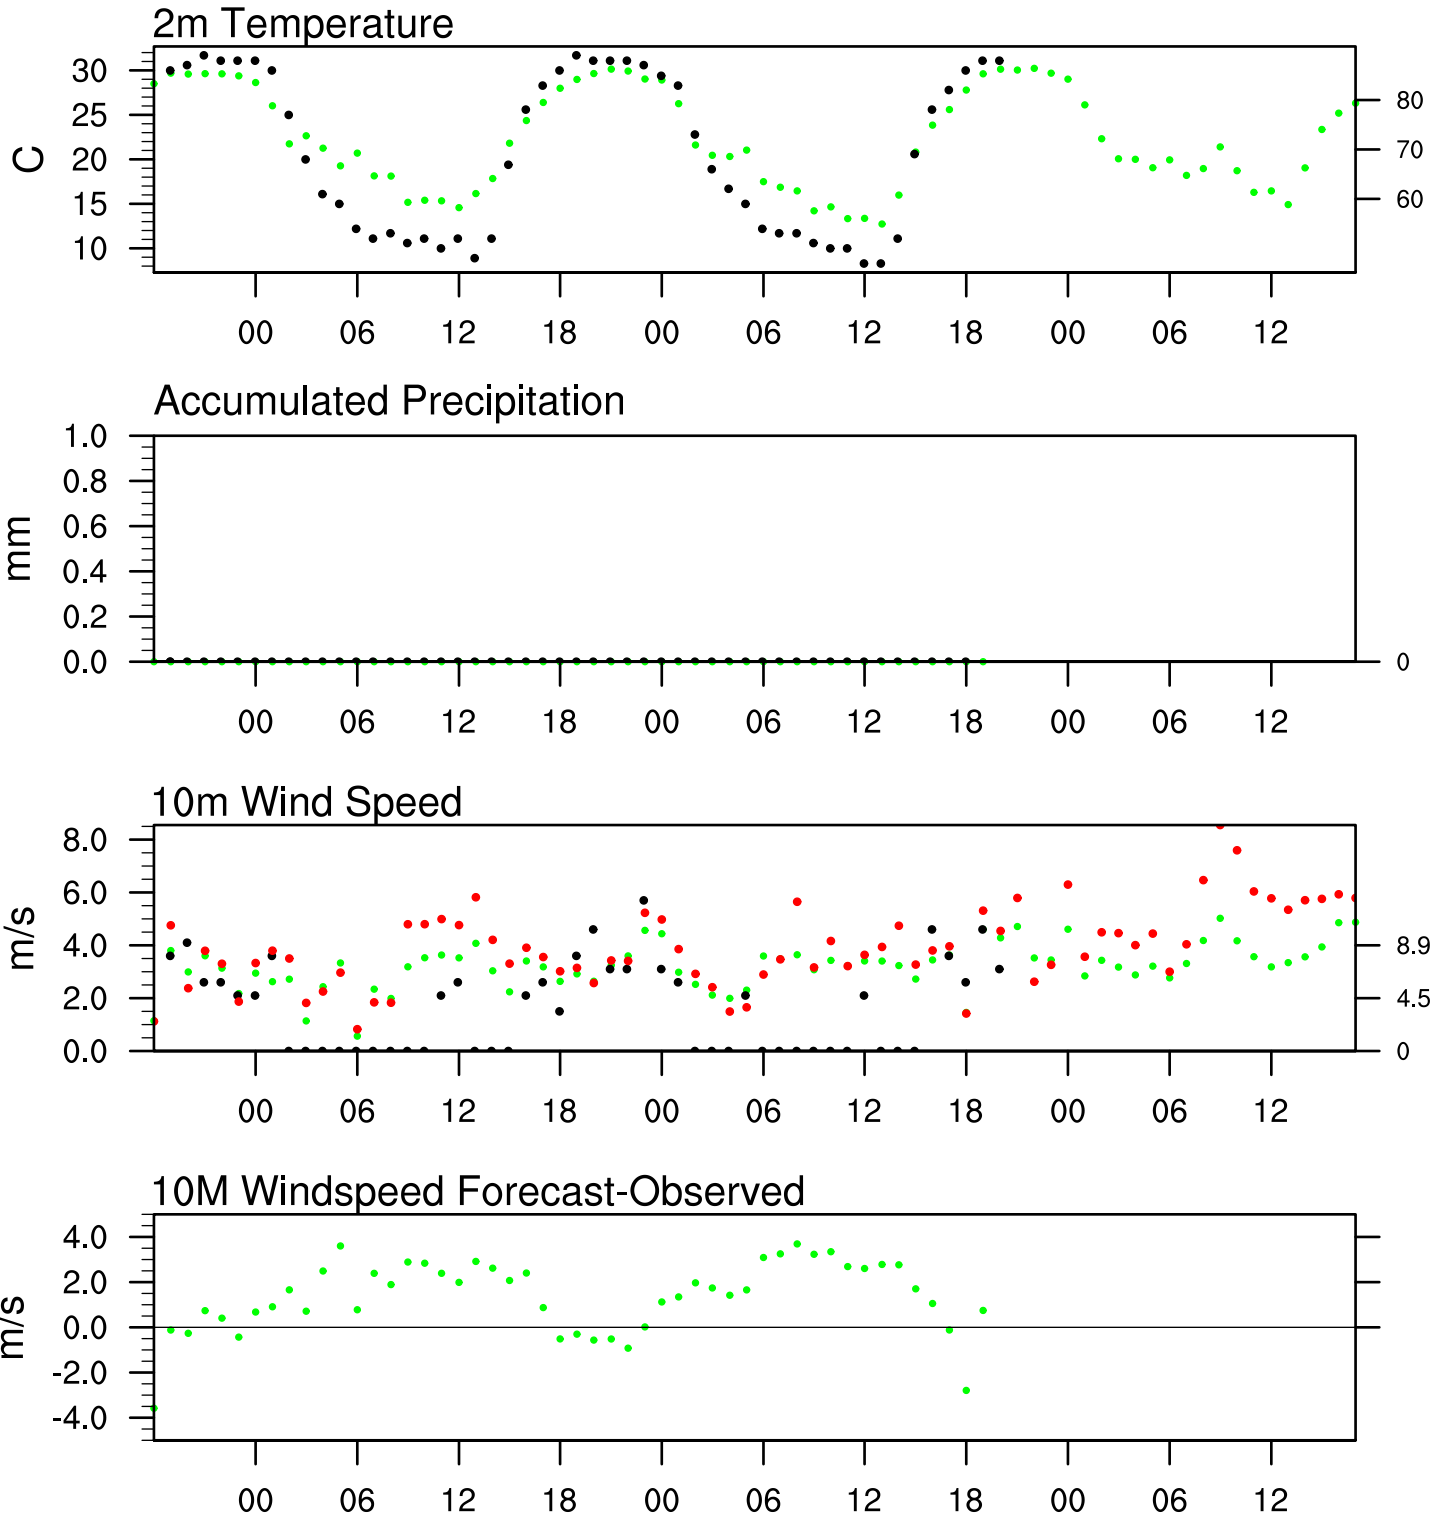 2m Temperature
30
25
20
15
10
C
80
70
60
00 06 12 18 00 06 12 18 00 06 12
Accumulated Precipitation
1.0
0.8
0.6
0.4
0.2
0.0
mm
0
00 06 12 18 00 06 12 18 00 06 12
10m Wind Speed
8.0
6.0
4.0
2.0
0.0
m/s
8.9
4.5
0
00 06 12 18 00 06 12 18 00 06 12
10M Windspeed Forecast-Observed
4.0
2.0
0.0
-2.0
-4.0
m/s
00 06 12 18 00 06 12 18 00 06 12